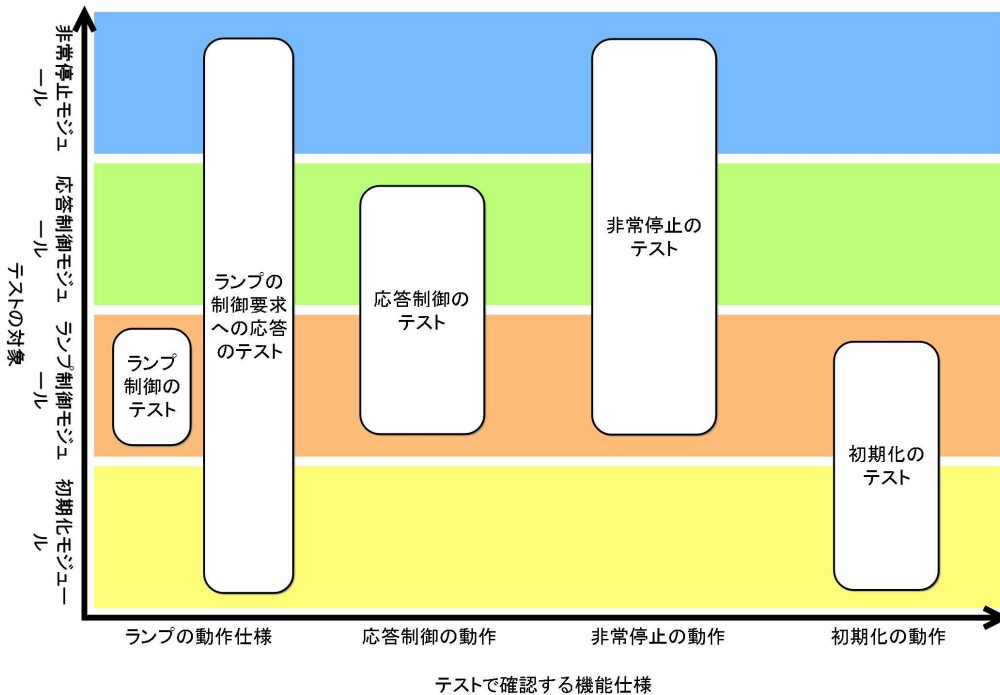 非常停止モジュ
ール
応答制御モジュ
ール
テストの対象
ランプ制御モジュ
ール
初期化モジュー
ル
ランプ
制御の
テスト
ランプの
制御要求
への応答
のテスト
応答制御の
テスト
非常停止の
テスト
初期化の
テスト
ランプの動作仕様
応答制御の動作
非常停止の動作
初期化の動作
テストで確認する機能仕様